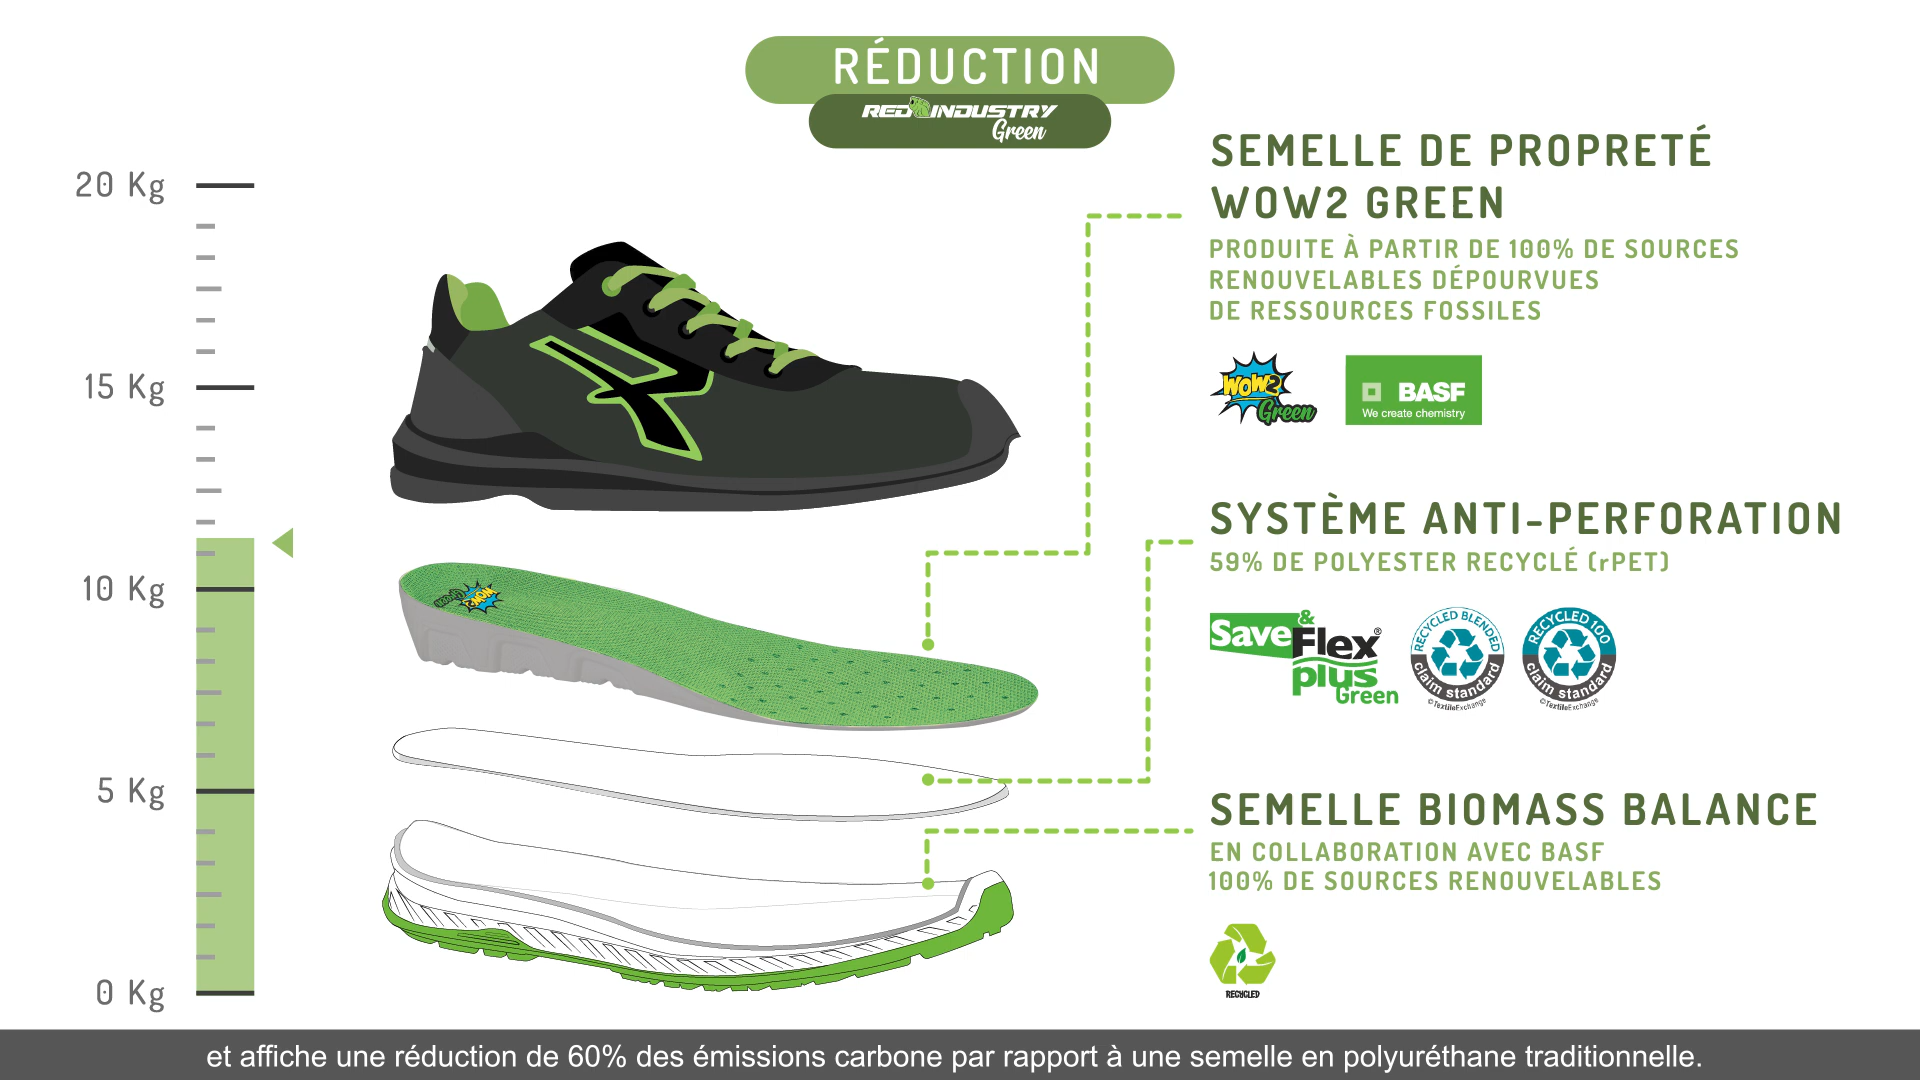 RÉDUCTION
RED INDUSTRY
Green
SEMELLE DE PROPRETÉ
WOW2 GREEN
PRODUITE À PARTIR DE 100% DE SOURCES
RENOUVELABLES DÉPOURVUES
DE RESSOURCES FOSSILES
WOW2
Green
BASF
We create chemistry
20 Kg
15 Kg
10 Kg
5 Kg
0 Kg
WOW2
Green
SYSTÈME ANTI-PERFORATION
59% DE POLYESTER RECYCLÉ (rPET)
Save & Flex®
plus
Green
RECYCLED BLENDED
claim standard
©TextileExchange
RECYCLED 100
claim standard
©TextileExchange
SEMELLE BIOMASS BALANCE
EN COLLABORATION AVEC BASF
100% DE SOURCES RENOUVELABLES
RECYCLED
et affiche une réduction de 60% des émissions carbone par rapport à une semelle en polyuréthane traditionnelle.